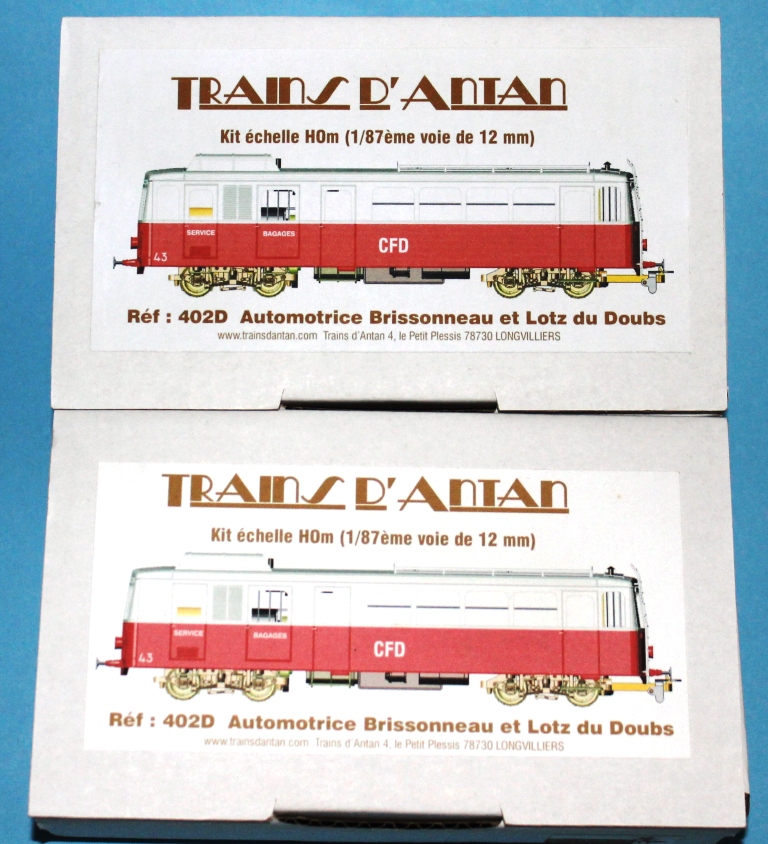 TRAINS D'ANTAN
Kit échelle HOm (1/87ème voie de 12 mm)
SERVICE BAGAGES
CFD
43
Réf : 402D Automotrice Brissonneau et Lotz du Doubs
www.trainsdantan.com Trains d'Antan 4, le Petit Plessis 78730 LONGVILLIERS
TRAINS D'ANTAN
Kit échelle HOm (1/87ème voie de 12 mm)
SERVICE BAGAGES
CFD
43
Réf : 402D Automotrice Brissonneau et Lotz du Doubs
www.trainsdantan.com Trains d'Antan 4, le Petit Plessis 78730 LONGVILLIERS